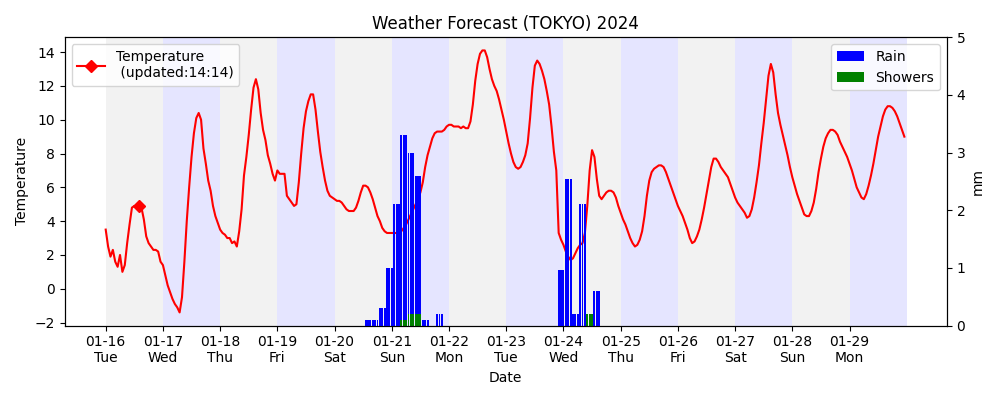 Weather Forecast (TOKYO) 2024
Temperature
(updated:14:14)
Rain
Showers
14
12
10
8
6
4
2
0
−2
Temperature
5
4
3
2
1
0
mm
01-16 01-17 01-18 01-19 01-20 01-21 01-22 01-23 01-24 01-25 01-26 01-27 01-28 01-29
Tue Wed Thu Fri Sat Sun Mon Tue Wed Thu Fri Sat Sun Mon
Date